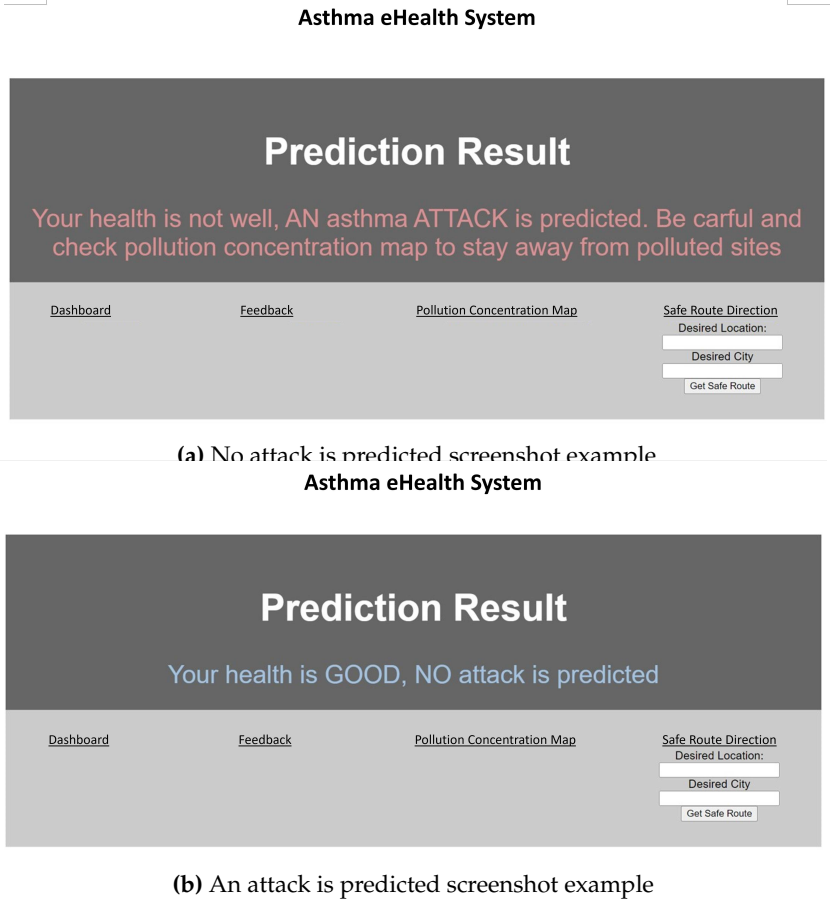 Asthma eHealth System
Prediction Result
Your health is not well, AN asthma ATTACK is predicted. Be carful and
check pollution concentration map to stay away from polluted sites
Dashboard Feedback Pollution Concentration Map Safe Route Direction
Desired Location:
Desired City
Get Safe Route
(a) No attack is predicted screenshot example
Asthma eHealth System
Prediction Result
Your health is GOOD, NO attack is predicted
Dashboard Feedback Pollution Concentration Map Safe Route Direction
Desired Location:
Desired City
Get Safe Route
(b) An attack is predicted screenshot example